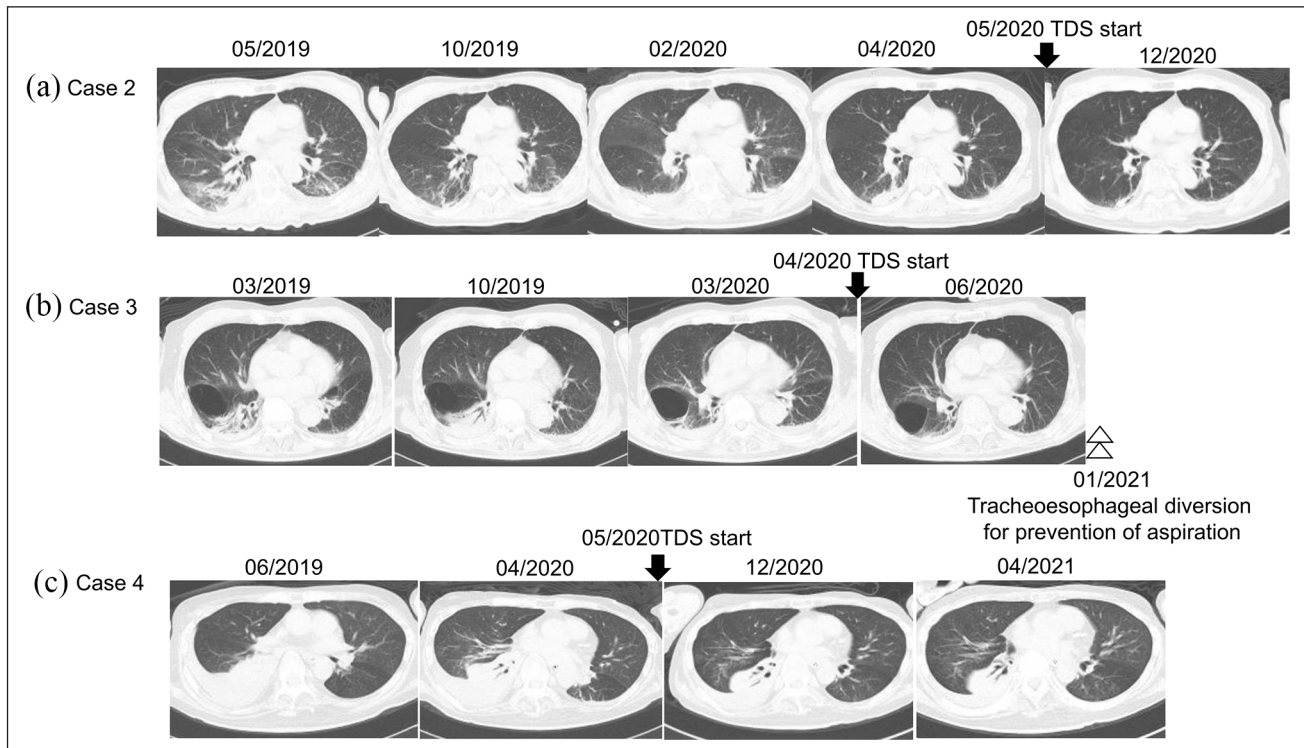 05/2020 TDS start
05/2019
10/2019
02/2020
04/2020
12/2020
(a) Case 2
04/2020 TDS start
03/2019
10/2019
03/2020
06/2020
(b) Case 3
01/2021
Tracheoesophageal diversion
for prevention of aspiration
05/2020TDS start
06/2019
04/2020
12/2020
04/2021
(c) Case 4